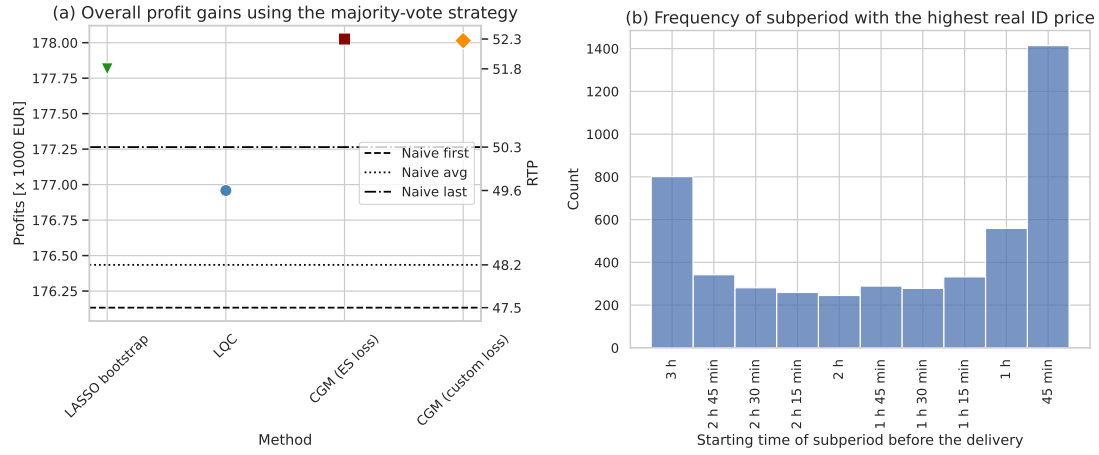 (a) Overall profit gains using the majority-vote strategy
Profits [x 1000 EUR]
178.00
177.75
177.50
177.25
177.00
176.75
176.50
176.25
52.3
51.8
50.3
49.6
48.2
47.5
RTP
Naive first
Naive avg
Naive last
LASSO bootstrap
LQC
CGM (ES loss)
CGM (custom loss)
Method
(b) Frequency of subperiod with the highest real ID price
Count
1400
1200
1000
800
600
400
200
0
3 h
2 h 45 min
2 h 30 min
2 h 15 min
2 h
1 h 45 min
1 h 30 min
1 h 15 min
1 h
45 min
Starting time of subperiod before the delivery